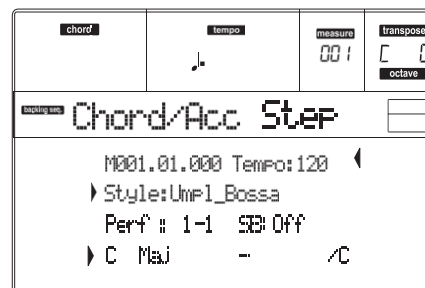 chord tempo measure transpose
001 C 0
octave
backing seq. Chord/Acc Step
M001.01.000 Tempo:120
Style:Umpl_Bossa
Perf : 1-1 SB:Off
C Maj -- /C